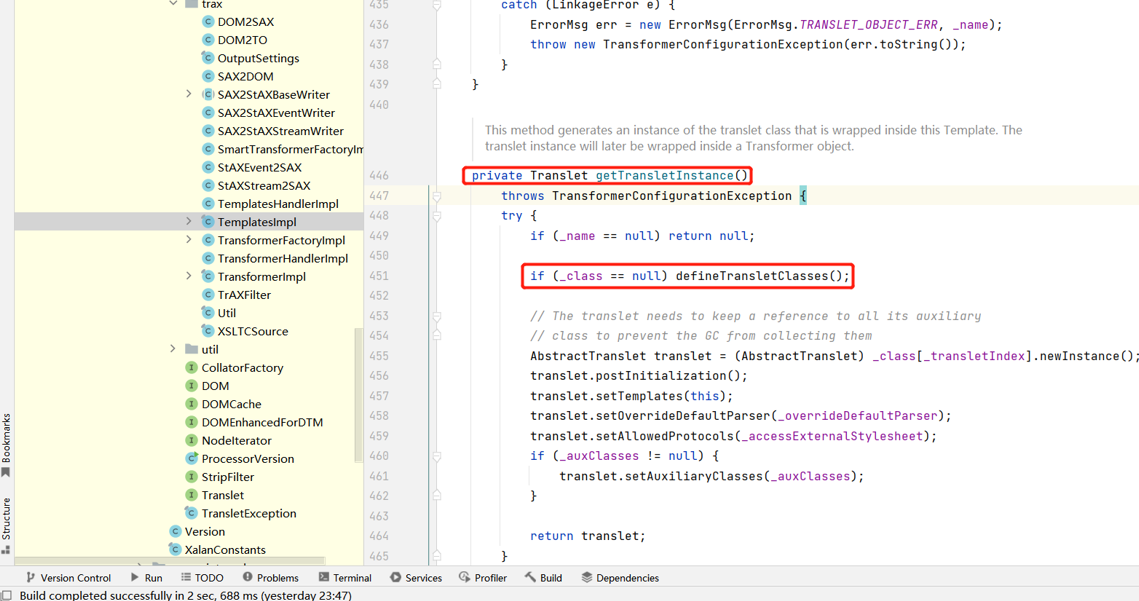 trax
DOM2SAX
DOM2TO
OutputSettings
SAX2DOM
SAX2StAXBaseWriter
SAX2StAXEventWriter
SAX2StAXStreamWriter
SmartTransformerFactoryIm
StAXEvent2SAX
StAXStream2SAX
TemplatesHandlerImpl
TemplatesImpl
TransformerFactoryImpl
TransformerHandlerImpl
TransformerImpl
TrAXFilter
Util
XSLTCSource
util
CollatorFactory
DOM
DOMCache
DOMEnhancedForDTM
NodeIterator
ProcessorVersion
StripFilter
Translet
TransletException
Version
XalanConstants
Bookmarks
Structure
435 catch (LinkageError e) {
436 ErrorMsg err = new ErrorMsg(ErrorMsg.TRANSLET_OBJECT_ERR, _name);
437 throw new TransformerConfigurationException(err.toString());
438 }
439 }
440
This method generates an instance of the translet class that is wrapped inside this Template. The
translet instance will later be wrapped inside a Transformer object.
446 private Translet getTransletInstance()
447 throws TransformerConfigurationException {
448 try {
449 if (_name == null) return null;
450
451 if (_class == null) defineTransletClasses();
452
453 // The translet needs to keep a reference to all its auxiliary
454 // class to prevent the GC from collecting them
455 AbstractTranslet translet = (AbstractTranslet) _class[_transletIndex].newInstance();
456 translet.postInitialization();
457 translet.setTemplates(this);
458 translet.setOverrideDefaultParser(_overrideDefaultParser);
459 translet.setAllowedProtocols(_accessExternalStylesheet);
460 if (_auxClasses != null) {
461 translet.setAuxiliaryClasses(_auxClasses);
462 }
463
464 return translet;
465 }
Version Control Run TODO Problems Terminal Services Profiler Build Dependencies
Build completed successfully in 2 sec, 688 ms (yesterday 23:47)